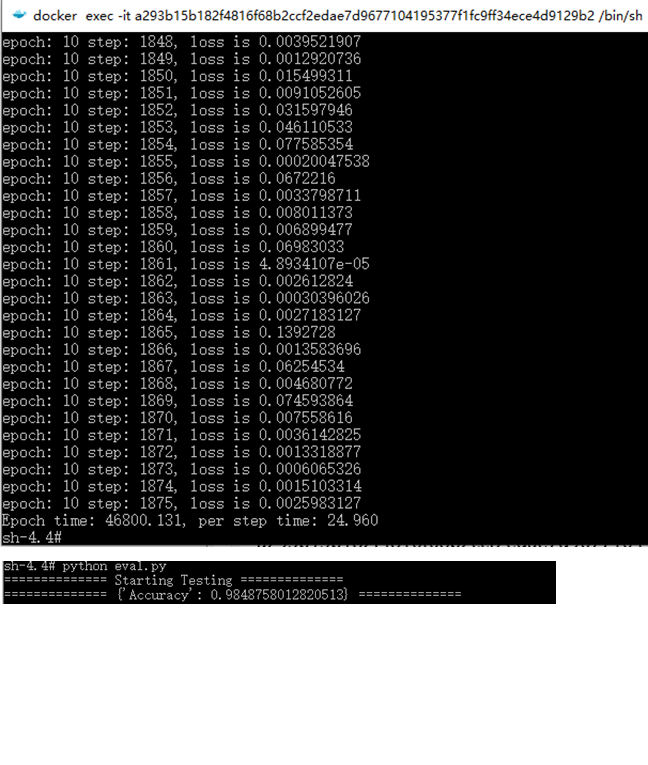 docker exec -it a293b15b182f4816f68b2ccf2edae7d9677104195377f1fc9ff34ece4d9129b2 /bin/sh
epoch: 10 step: 1848, loss is 0.0039521907
epoch: 10 step: 1849, loss is 0.0012920736
epoch: 10 step: 1850, loss is 0.015499311
epoch: 10 step: 1851, loss is 0.0091052605
epoch: 10 step: 1852, loss is 0.031597946
epoch: 10 step: 1853, loss is 0.046110533
epoch: 10 step: 1854, loss is 0.077585354
epoch: 10 step: 1855, loss is 0.00020047538
epoch: 10 step: 1856, loss is 0.0672216
epoch: 10 step: 1857, loss is 0.0033798711
epoch: 10 step: 1858, loss is 0.008011373
epoch: 10 step: 1859, loss is 0.006899477
epoch: 10 step: 1860, loss is 0.06983033
epoch: 10 step: 1861, loss is 4.8934107e-05
epoch: 10 step: 1862, loss is 0.002612824
epoch: 10 step: 1863, loss is 0.00030396026
epoch: 10 step: 1864, loss is 0.0027183127
epoch: 10 step: 1865, loss is 0.1392728
epoch: 10 step: 1866, loss is 0.0013583696
epoch: 10 step: 1867, loss is 0.06254534
epoch: 10 step: 1868, loss is 0.004680772
epoch: 10 step: 1869, loss is 0.074593864
epoch: 10 step: 1870, loss is 0.007558616
epoch: 10 step: 1871, loss is 0.0036142825
epoch: 10 step: 1872, loss is 0.0013318877
epoch: 10 step: 1873, loss is 0.0006065326
epoch: 10 step: 1874, loss is 0.0015103314
epoch: 10 step: 1875, loss is 0.0025983127
Epoch time: 46800.131, per step time: 24.960
sh-4.4#
sh-4.4# python eval.py
============== Starting Testing ==============
============== {'Accuracy': 0.9848758012820513} ==============